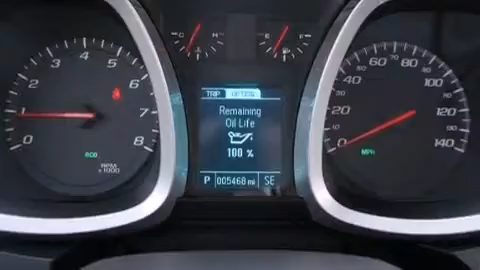 C H
E F
0 1 2 3 4 5 6 7 8
ECO
RPM
x1000
TRIP OPTION
Remaining
Oil Life
100 %
P 005468 mi SE
0 20 40 60 80 100 120 140
MPH